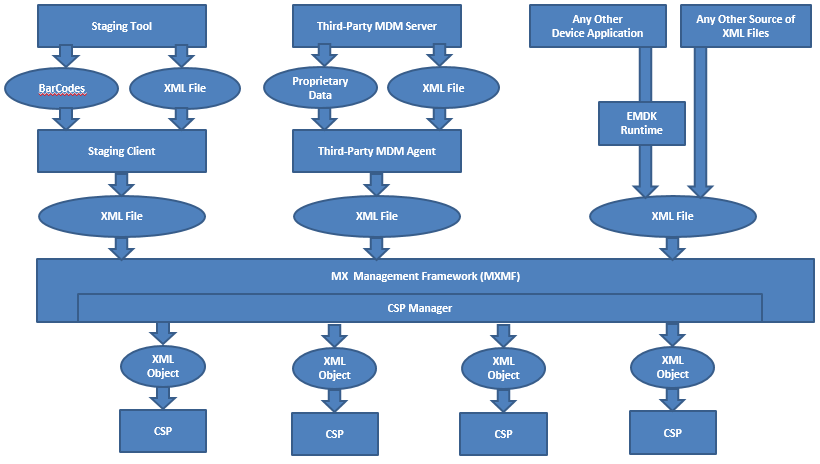 Staging Tool
Third-Party MDM Server
Any Other
Device Application
Any Other Source of
XML Files
BarCodes
XML File
Proprietary
Data
XML File
EMDK
Runtime
Staging Client
Third-Party MDM Agent
XML File
XML File
XML File
MX  Management Framework (MXMF)
CSP Manager
XML
Object
XML
Object
XML
Object
XML
Object
CSP
CSP
CSP
CSP